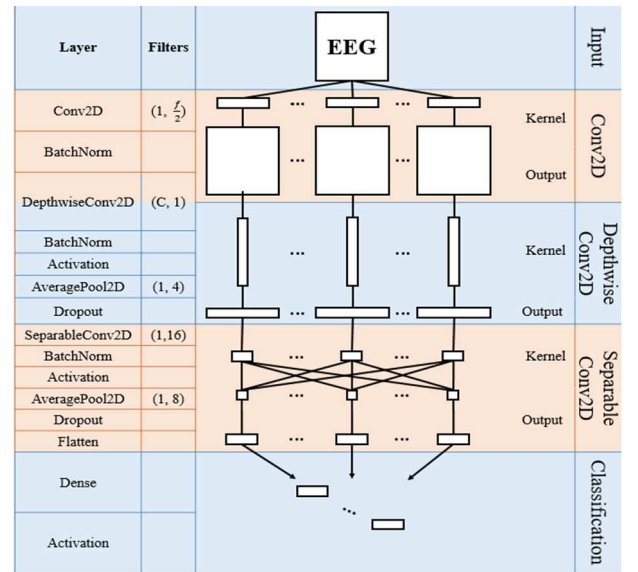 Layer Filters EEG Input
Conv2D (1, f/2) Kernel Conv2D
BatchNorm
Output
DepthwiseConv2D (C, 1)
BatchNorm Kernel Depthwise Conv2D
Activation
AveragePool2D (1, 4)
Dropout Output
SeparableConv2D (1,16)
BatchNorm Kernel Separable Conv2D
Activation
AveragePool2D (1, 8)
Dropout Output
Flatten
Dense Classification
Activation